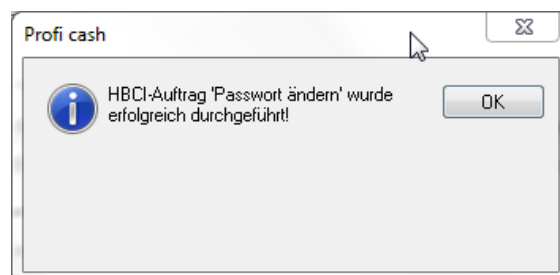 Profi cash
HBCI-Auftrag 'Passwort ändern' wurde
erfolgreich durchgeführt!
OK